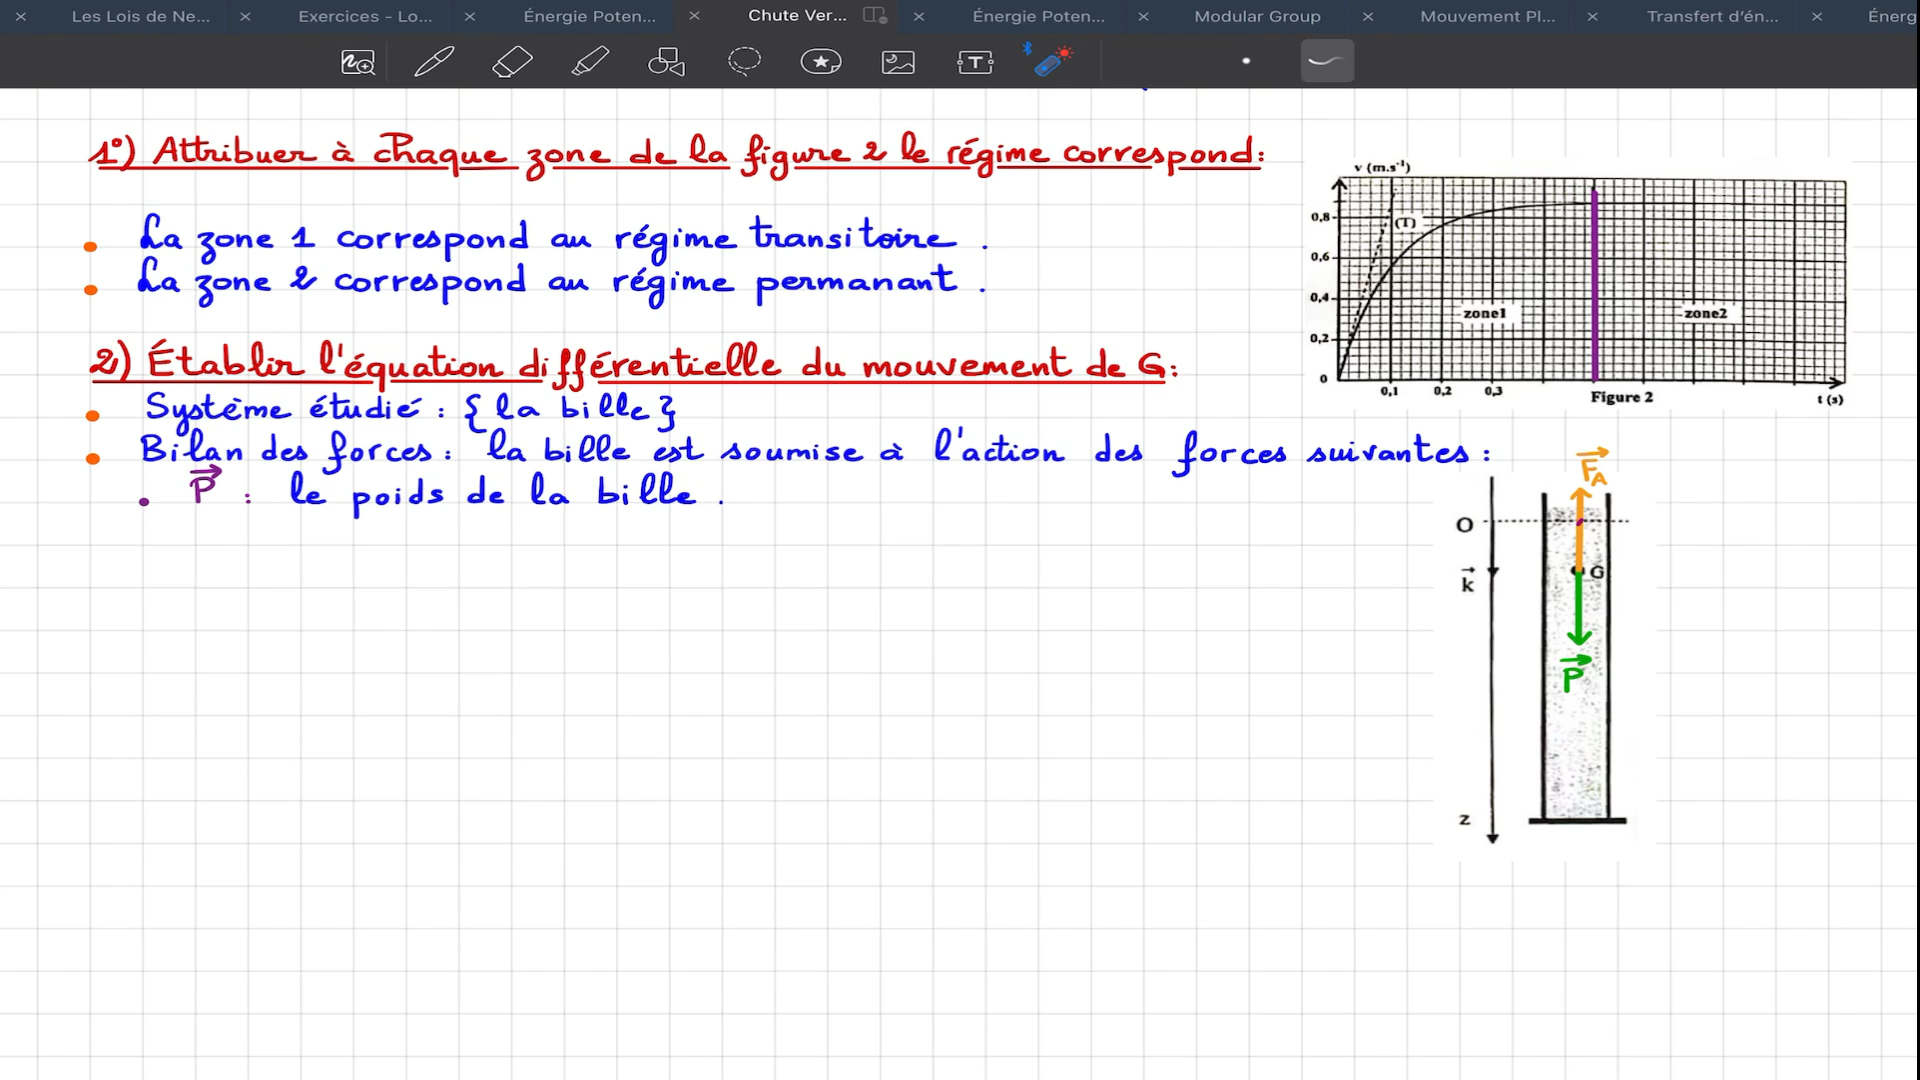 Les Lois de Ne...
Exercices - Lo...
Énergie Poten...
Chute Ver...
Énergie Poten...
Modular Group
Mouvement Pl...
Transfert d'én...
Énerg
1°) Attribuer à chaque zone de la figure 2 le régime correspond:
La zone 1 correspond au régime transitoire .
La zone 2 correspond au régime permanant .
2) Établir l'équation différentielle du mouvement de G:
Système étudié : { la bille }
Bilan des forces : la bille est soumise à l'action des forces suivantes :
P : le poids de la bille .
v (m.s⁻¹)
(T)
0,8
0,6
0,4
0,2
0
zone1
zone2
0,1
0,2
0,3
Figure 2
t (s)
F_A
O
G
k
P
z